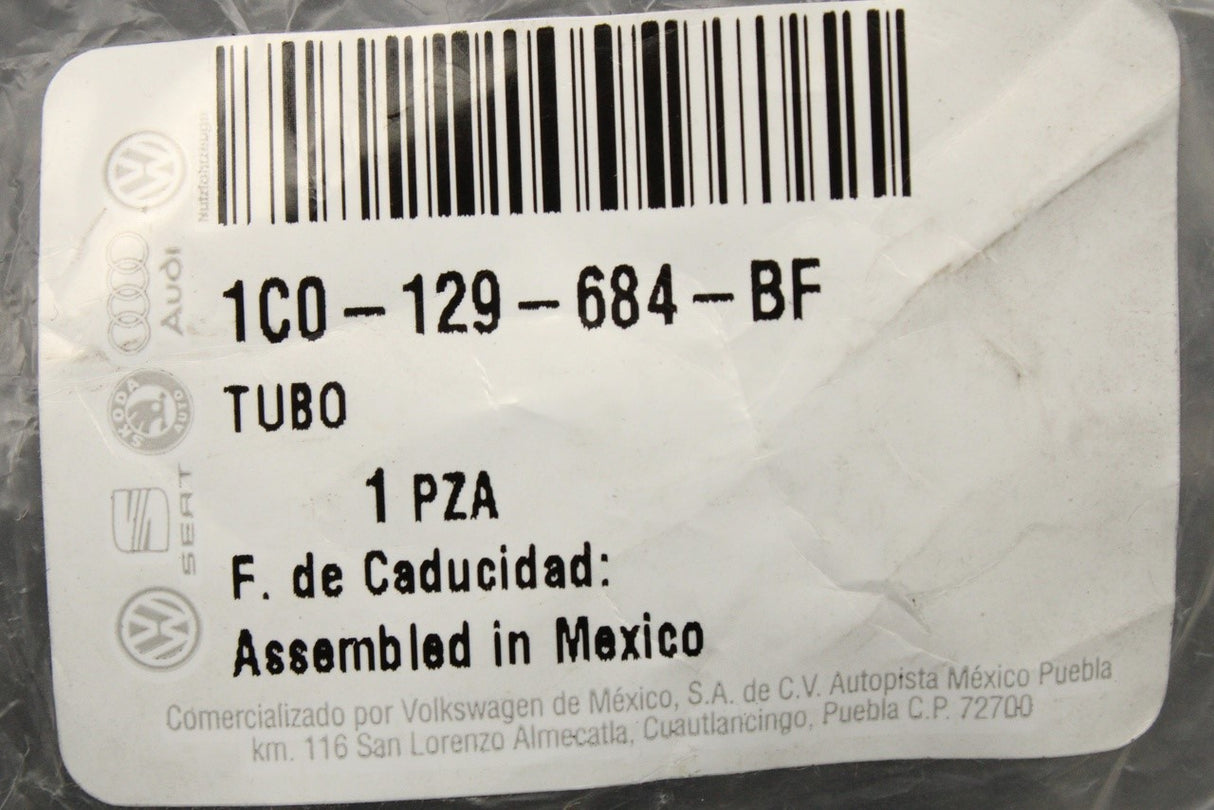 Nutzfahrzeuge
AUDI
SKODA
AUTO
SEAT
1C0-129-684-BF
TUBO
1 PZA
F. de Caducidad:
Assembled in Mexico
Comercializado por Volkswagen de México, S.A. de C.V. Autopista México Puebla
km. 116 San Lorenzo Almecatla, Cuautlancingo, Puebla C.P. 72700